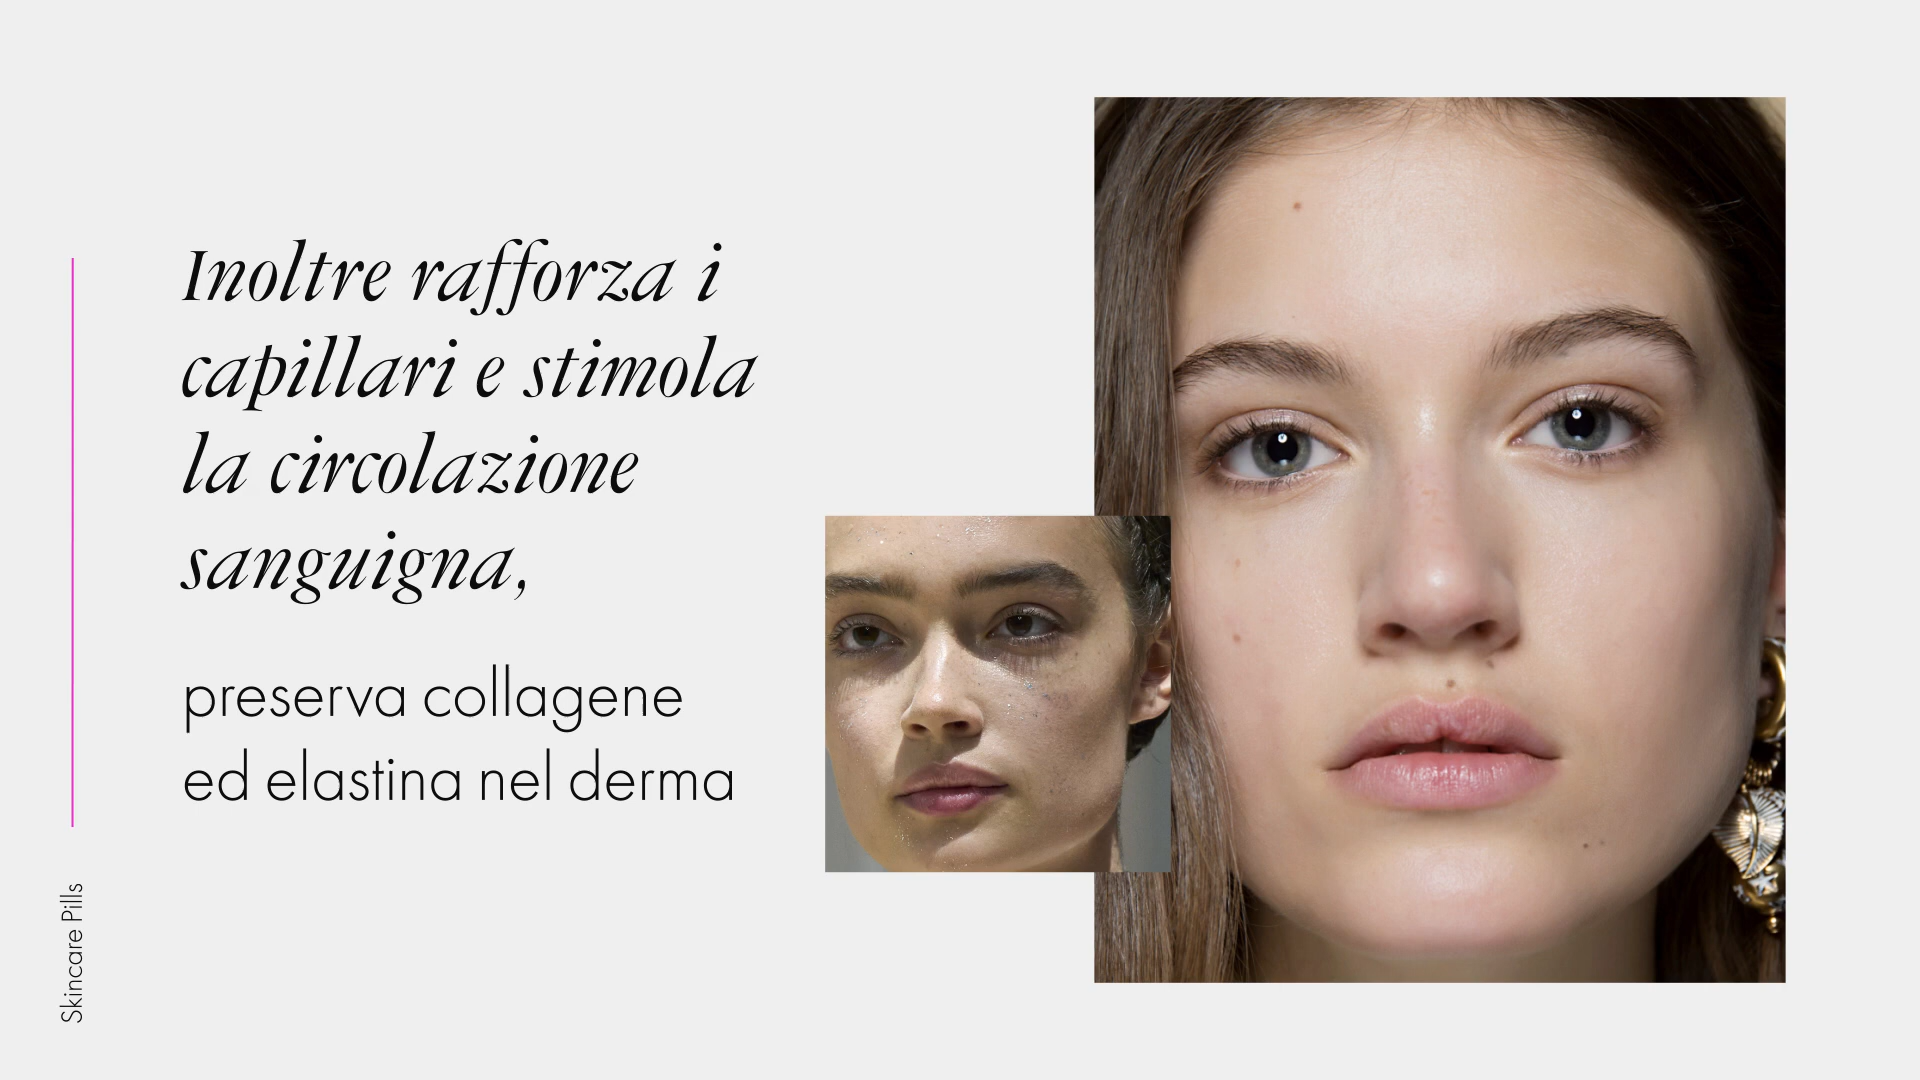 Inoltre rafforza i
capillari e stimola
la circolazione
sanguigna,
preserva collagene
ed elastina nel derma
Skincare Pills